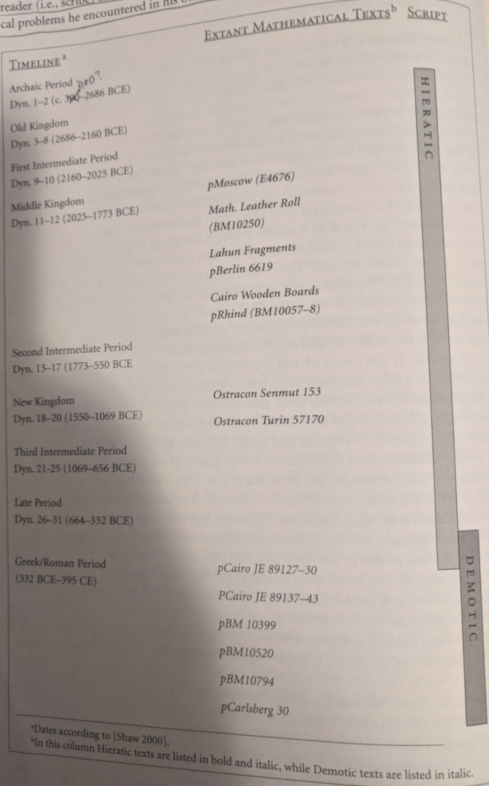 reader (i.e.,
cal problems he encountered in his
EXTANT MATHEMATICAL TEXTSᵇ SCRIPT
TIMELINEᵃ
Archaic Period
Dyn. 1–2 (c. –2686 BCE)
Old Kingdom
Dyn. 3–8 (2686–2160 BCE)
First Intermediate Period
Dyn. 9–10 (2160–2025 BCE)
Middle Kingdom
Dyn. 11–12 (2025–1773 BCE)
pMoscow (E4676)
Math. Leather Roll
(BM10250)
Lahun Fragments
pBerlin 6619
Cairo Wooden Boards
pRhind (BM10057–8)
Second Intermediate Period
Dyn. 13–17 (1773–550 BCE
New Kingdom
Dyn. 18–20 (1550–1069 BCE)
Ostracon Senmut 153
Ostracon Turin 57170
Third Intermediate Period
Dyn. 21-25 (1069–656 BCE)
Late Period
Dyn. 26–31 (664–332 BCE)
Greek/Roman Period
(332 BCE–395 CE)
pCairo JE 89127–30
PCairo JE 89137–43
pBM 10399
pBM10520
pBM10794
pCarlsberg 30
HIERATIC
DEMOTIC
ᵃDates according to [Shaw 2000].
ᵇIn this column Hieratic texts are listed in bold and italic, while Demotic texts are listed in italic.